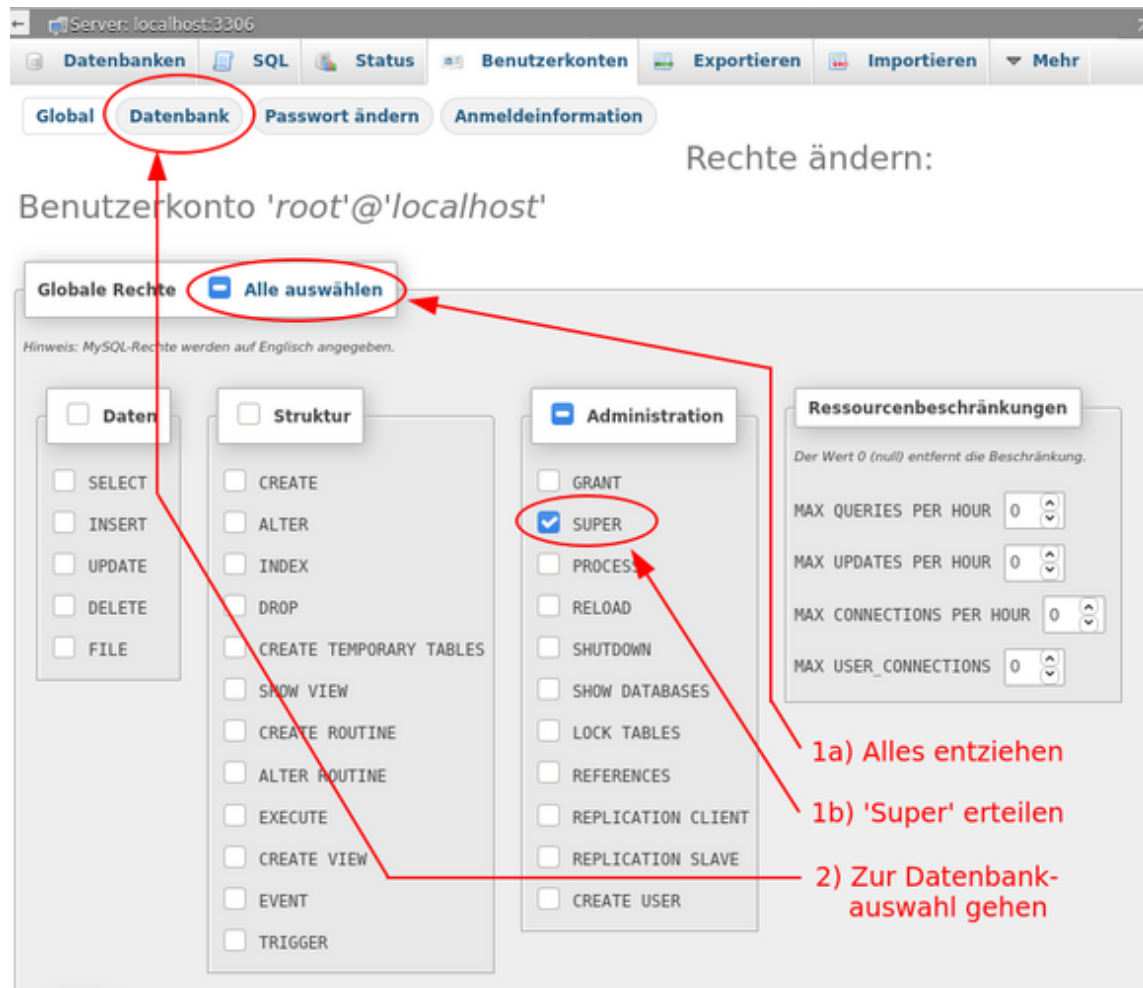 Server: localhost:3306
Datenbanken SQL Status Benutzerkonten Exportieren Importieren Mehr
Global Datenbank Passwort ändern Anmeldeinformation
Rechte ändern:
Benutzerkonto 'root'@'localhost'
Globale Rechte Alle auswählen
Hinweis: MySQL-Rechte werden auf Englisch angegeben.
Daten
SELECT
INSERT
UPDATE
DELETE
FILE
Struktur
CREATE
ALTER
INDEX
DROP
CREATE TEMPORARY TABLES
SHOW VIEW
CREATE ROUTINE
ALTER ROUTINE
EXECUTE
CREATE VIEW
EVENT
TRIGGER
Administration
GRANT
SUPER
PROCESS
RELOAD
SHUTDOWN
SHOW DATABASES
LOCK TABLES
REFERENCES
REPLICATION CLIENT
REPLICATION SLAVE
CREATE USER
Ressourcenbeschränkungen
Der Wert 0 (null) entfernt die Beschränkung.
MAX QUERIES PER HOUR 0
MAX UPDATES PER HOUR 0
MAX CONNECTIONS PER HOUR 0
MAX USER_CONNECTIONS 0
1a) Alles entziehen
1b) 'Super' erteilen
2) Zur Datenbank-
auswahl gehen